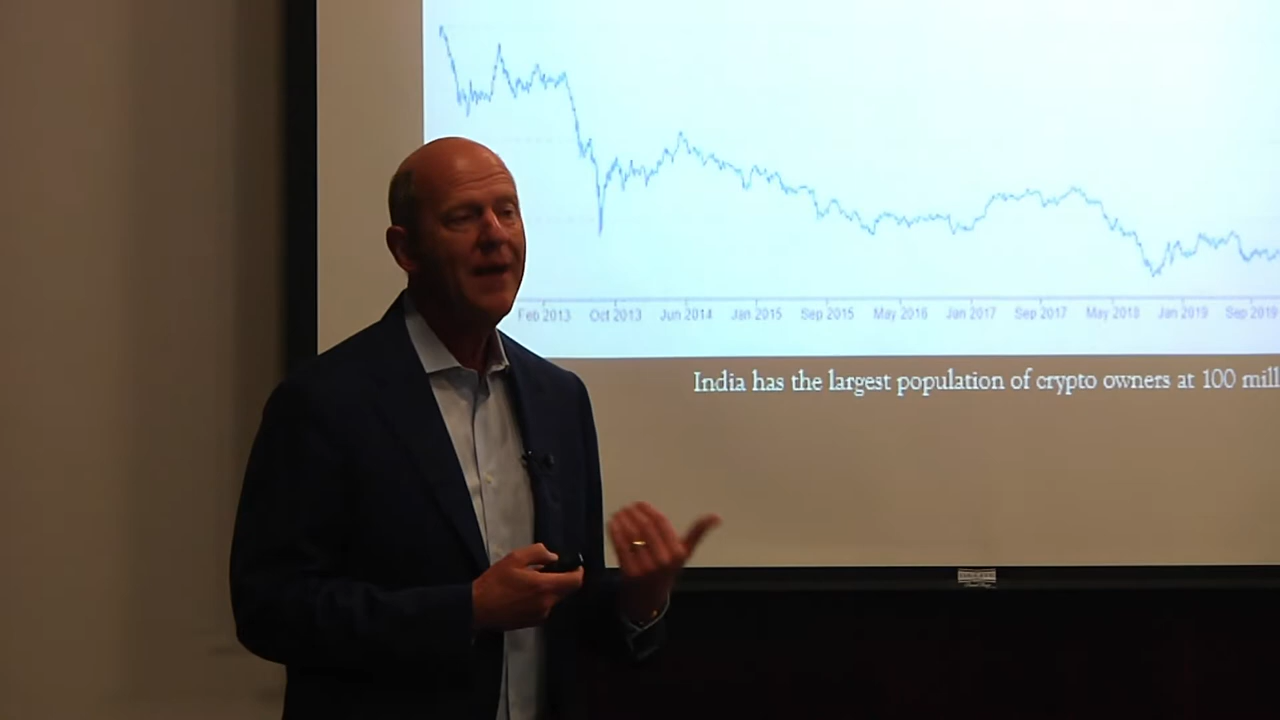 Feb 2013 Oct 2013 Jun 2014 Jan 2015 Sep 2015 May 2016 Jan 2017 Sep 2017 May 2018 Jan 2019 Sep 2019
India has the largest population of crypto owners at 100 mill